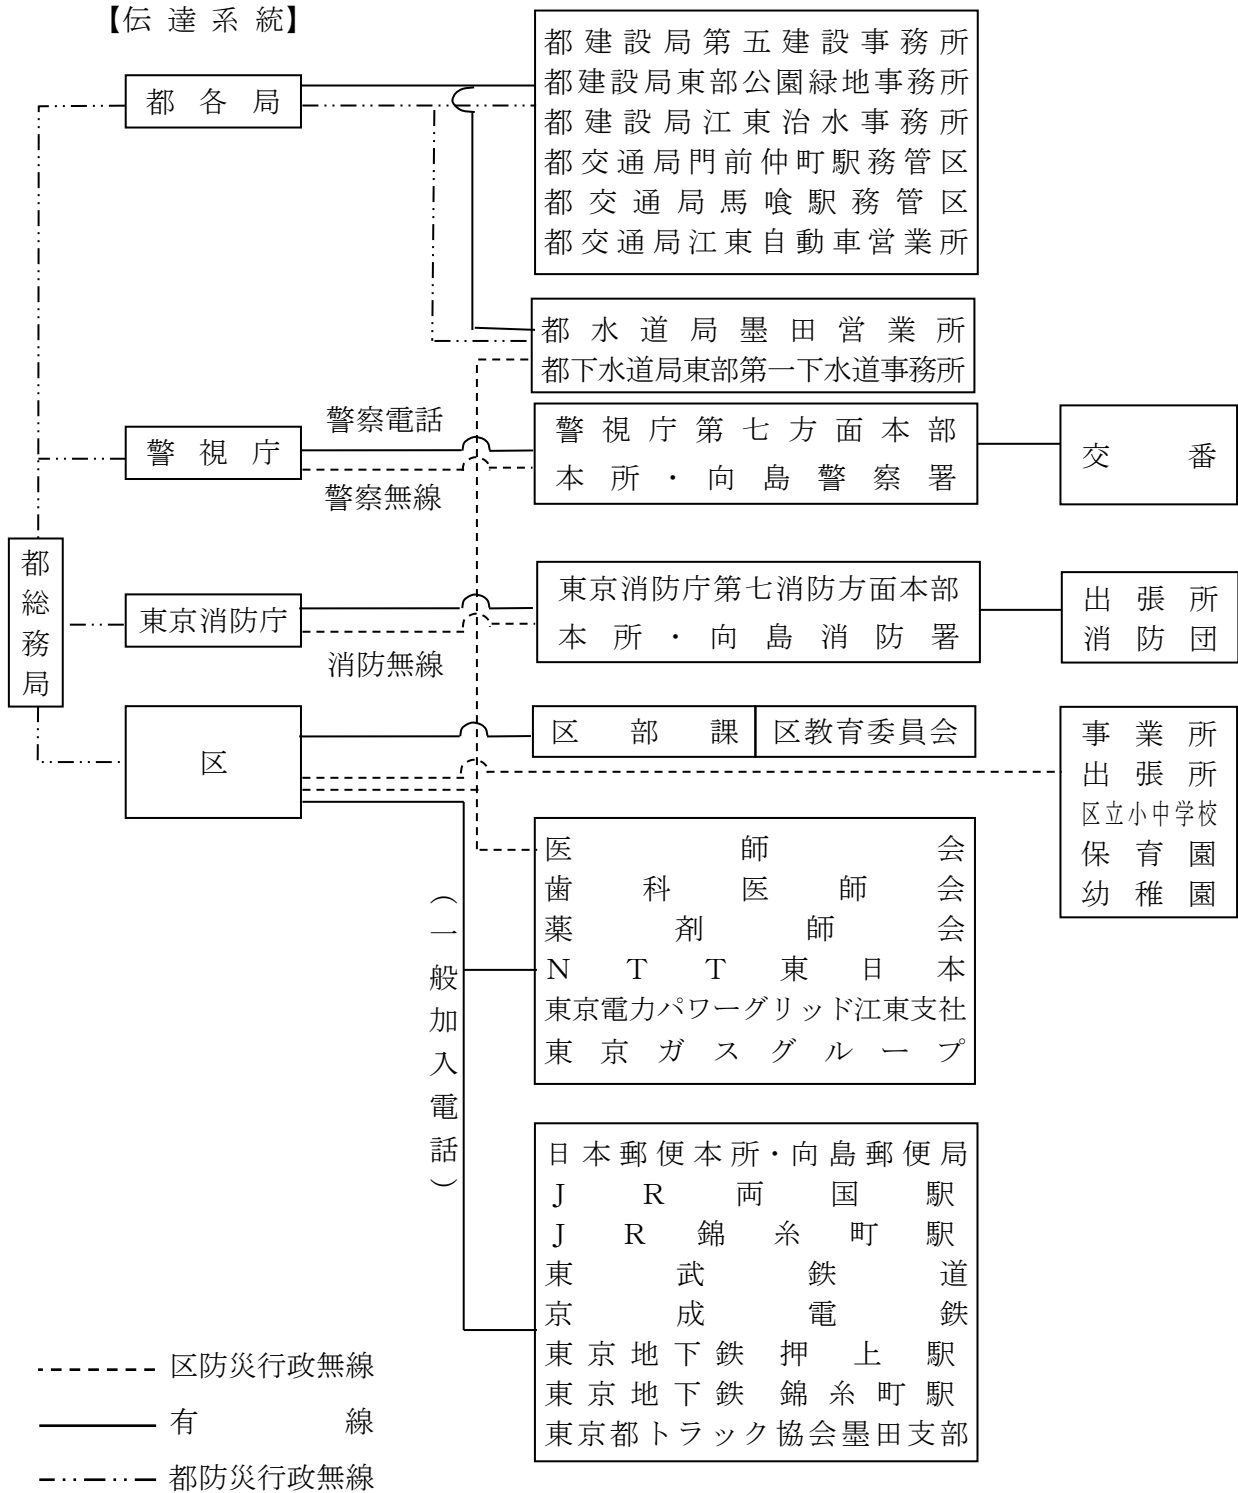 【伝達系統】
都各局
都建設局第五建設事務所
都建設局東部公園緑地事務所
都建設局江東治水事務所
都交通局門前仲町駅務管区
都交通局馬喰駅務管区
都交通局江東自動車営業所
都水道局墨田営業所
都下水道局東部第一下水道事務所
警視庁
警察電話
警察無線
警視庁第七方面本部
本所・向島警察署
交番
都総務局
東京消防庁
消防無線
東京消防庁第七消防方面本部
本所・向島消防署
出張所
消防団
区
区部課
区教育委員会
事業所
出張所
区立小中学校
保育園
幼稚園
(一般加入電話)
医師会
歯科医師会
薬剤師会
NTT東日本
東京電力パワーグリッド江東支社
東京ガスグループ
日本郵便本所・向島郵便局
JR両国駅
JR錦糸町駅
東武鉄道
京成電鉄
東京地下鉄押上駅
東京地下鉄錦糸町駅
東京都トラック協会墨田支部
区防災行政無線
有線
都防災行政無線